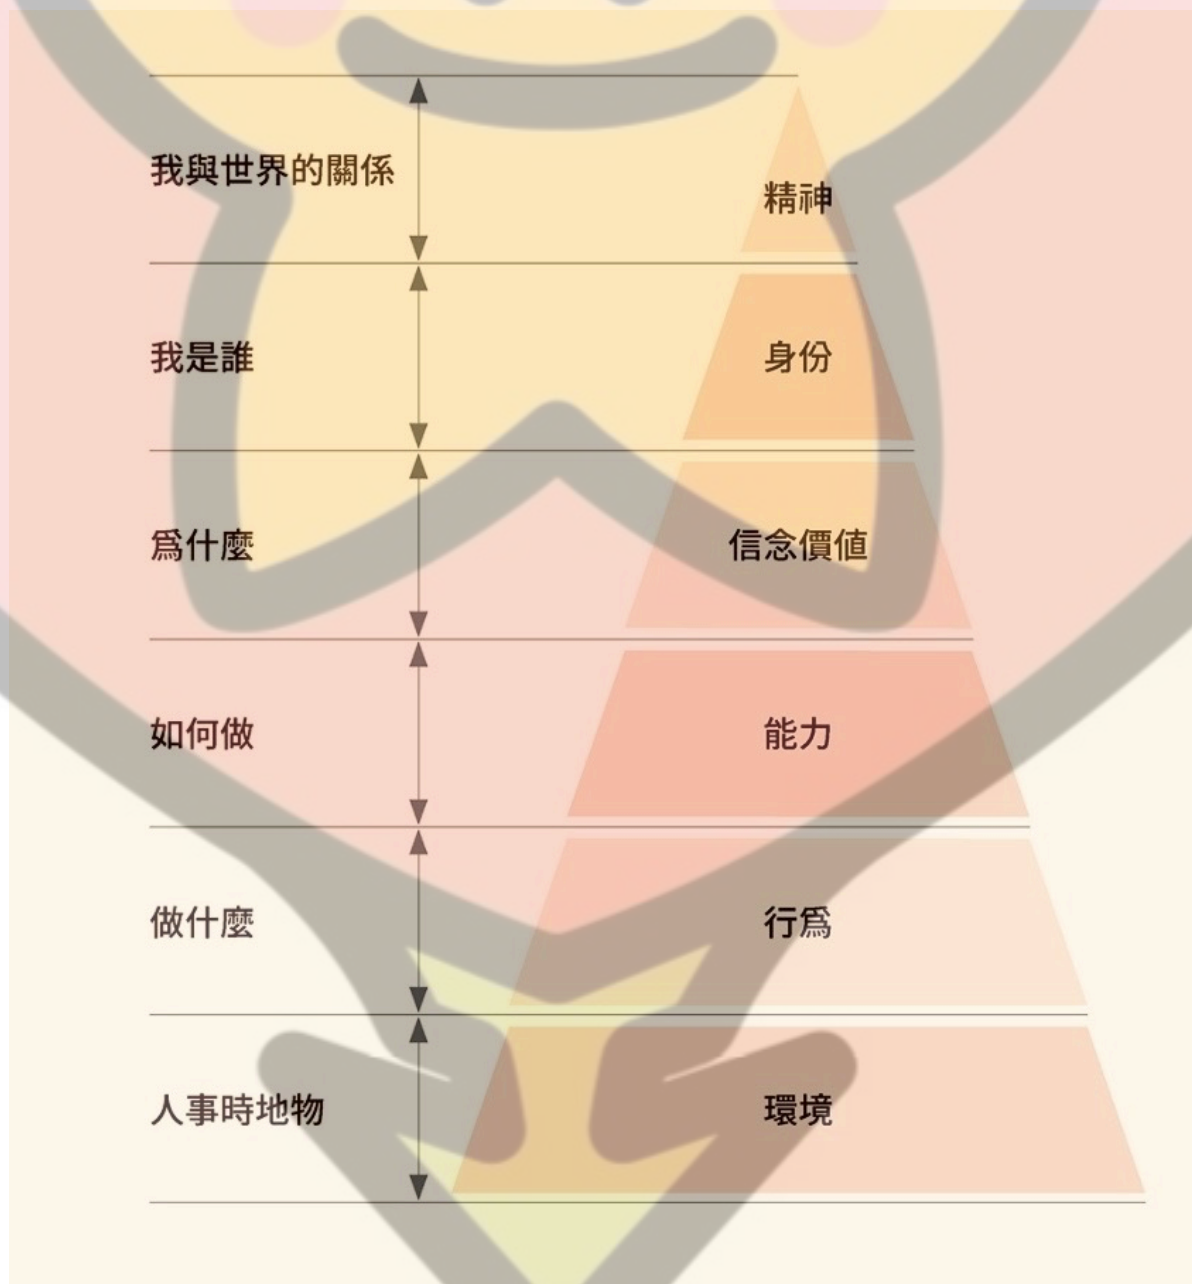 我與世界的關係
精神
我是誰
身份
爲什麼
信念價值
如何做
能力
做什麼
行爲
人事時地物
環境